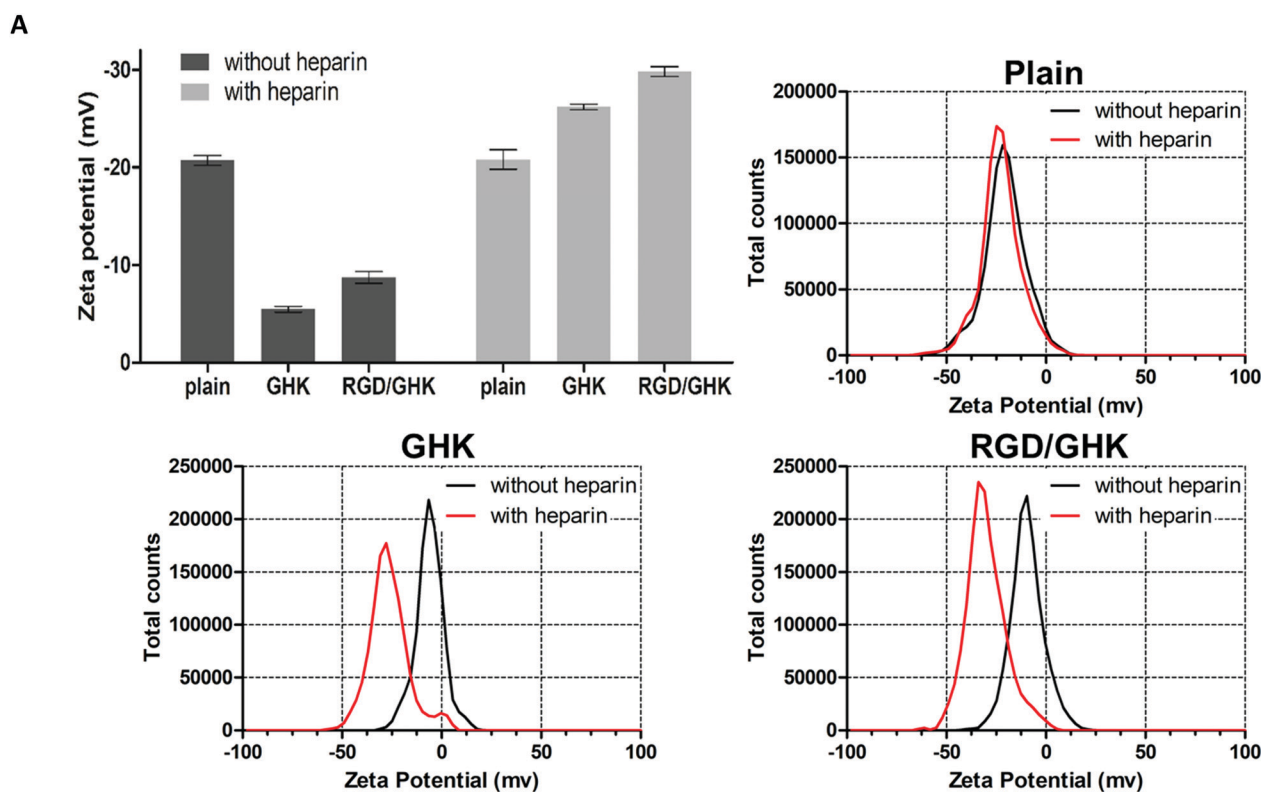 A
Zeta potential (mV)
-30
-20
-10
0
without heparin
with heparin
plain GHK RGD/GHK plain GHK RGD/GHK
Plain
Total counts
200000
150000
100000
50000
0
without heparin
with heparin
-100 -50 0 50 100
Zeta Potential (mv)
GHK
Total counts
250000
200000
150000
100000
50000
0
without heparin
with heparin
-100 -50 0 50 100
Zeta Potential (mv)
RGD/GHK
Total counts
250000
200000
150000
100000
50000
0
without heparin
with heparin
-100 -50 0 50 100
Zeta Potential (mv)